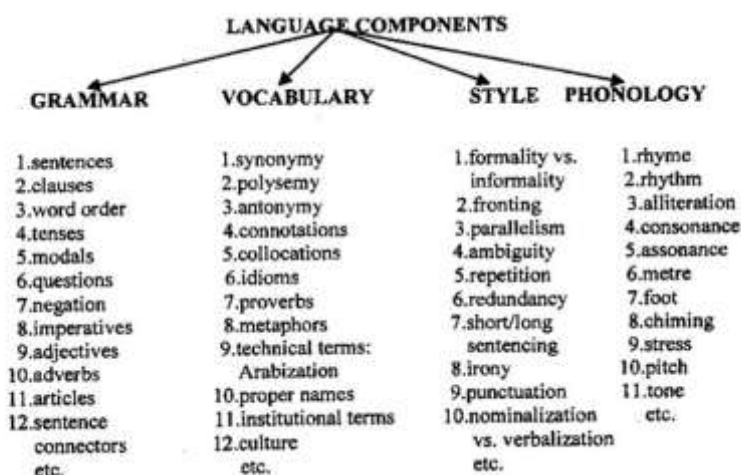 LANGUAGE COMPONENTS
GRAMMAR
1.sentences
2.clauses
3.word order
4.tenses
5.modals
6.questions
7.negation
8.imperatives
9.adjectives
10.adverbs
11.articles
12.sentence
connectors
etc.
VOCABULARY
1.synonymy
2.polysemy
3.antonymy
4.connotations
5.collocations
6.idioms
7.proverbs
8.metaphors
9.technical terms:
Arabization
10.proper names
11.institutional terms
12.culture
etc.
STYLE
1.formality vs.
informality
2.fronting
3.parallelism
4.ambiguity
5.repetition
6.redundancy
7.short/long
sentencing
8.irony
9.punctuation
10.nominalization
vs. verbalization
etc.
PHONOLOGY
1.rhyme
2.rhythm
3.alliteration
4.consonance
5.assonance
6.metre
7.foot
8.chiming
9.stress
10.pitch
11.tone
etc.